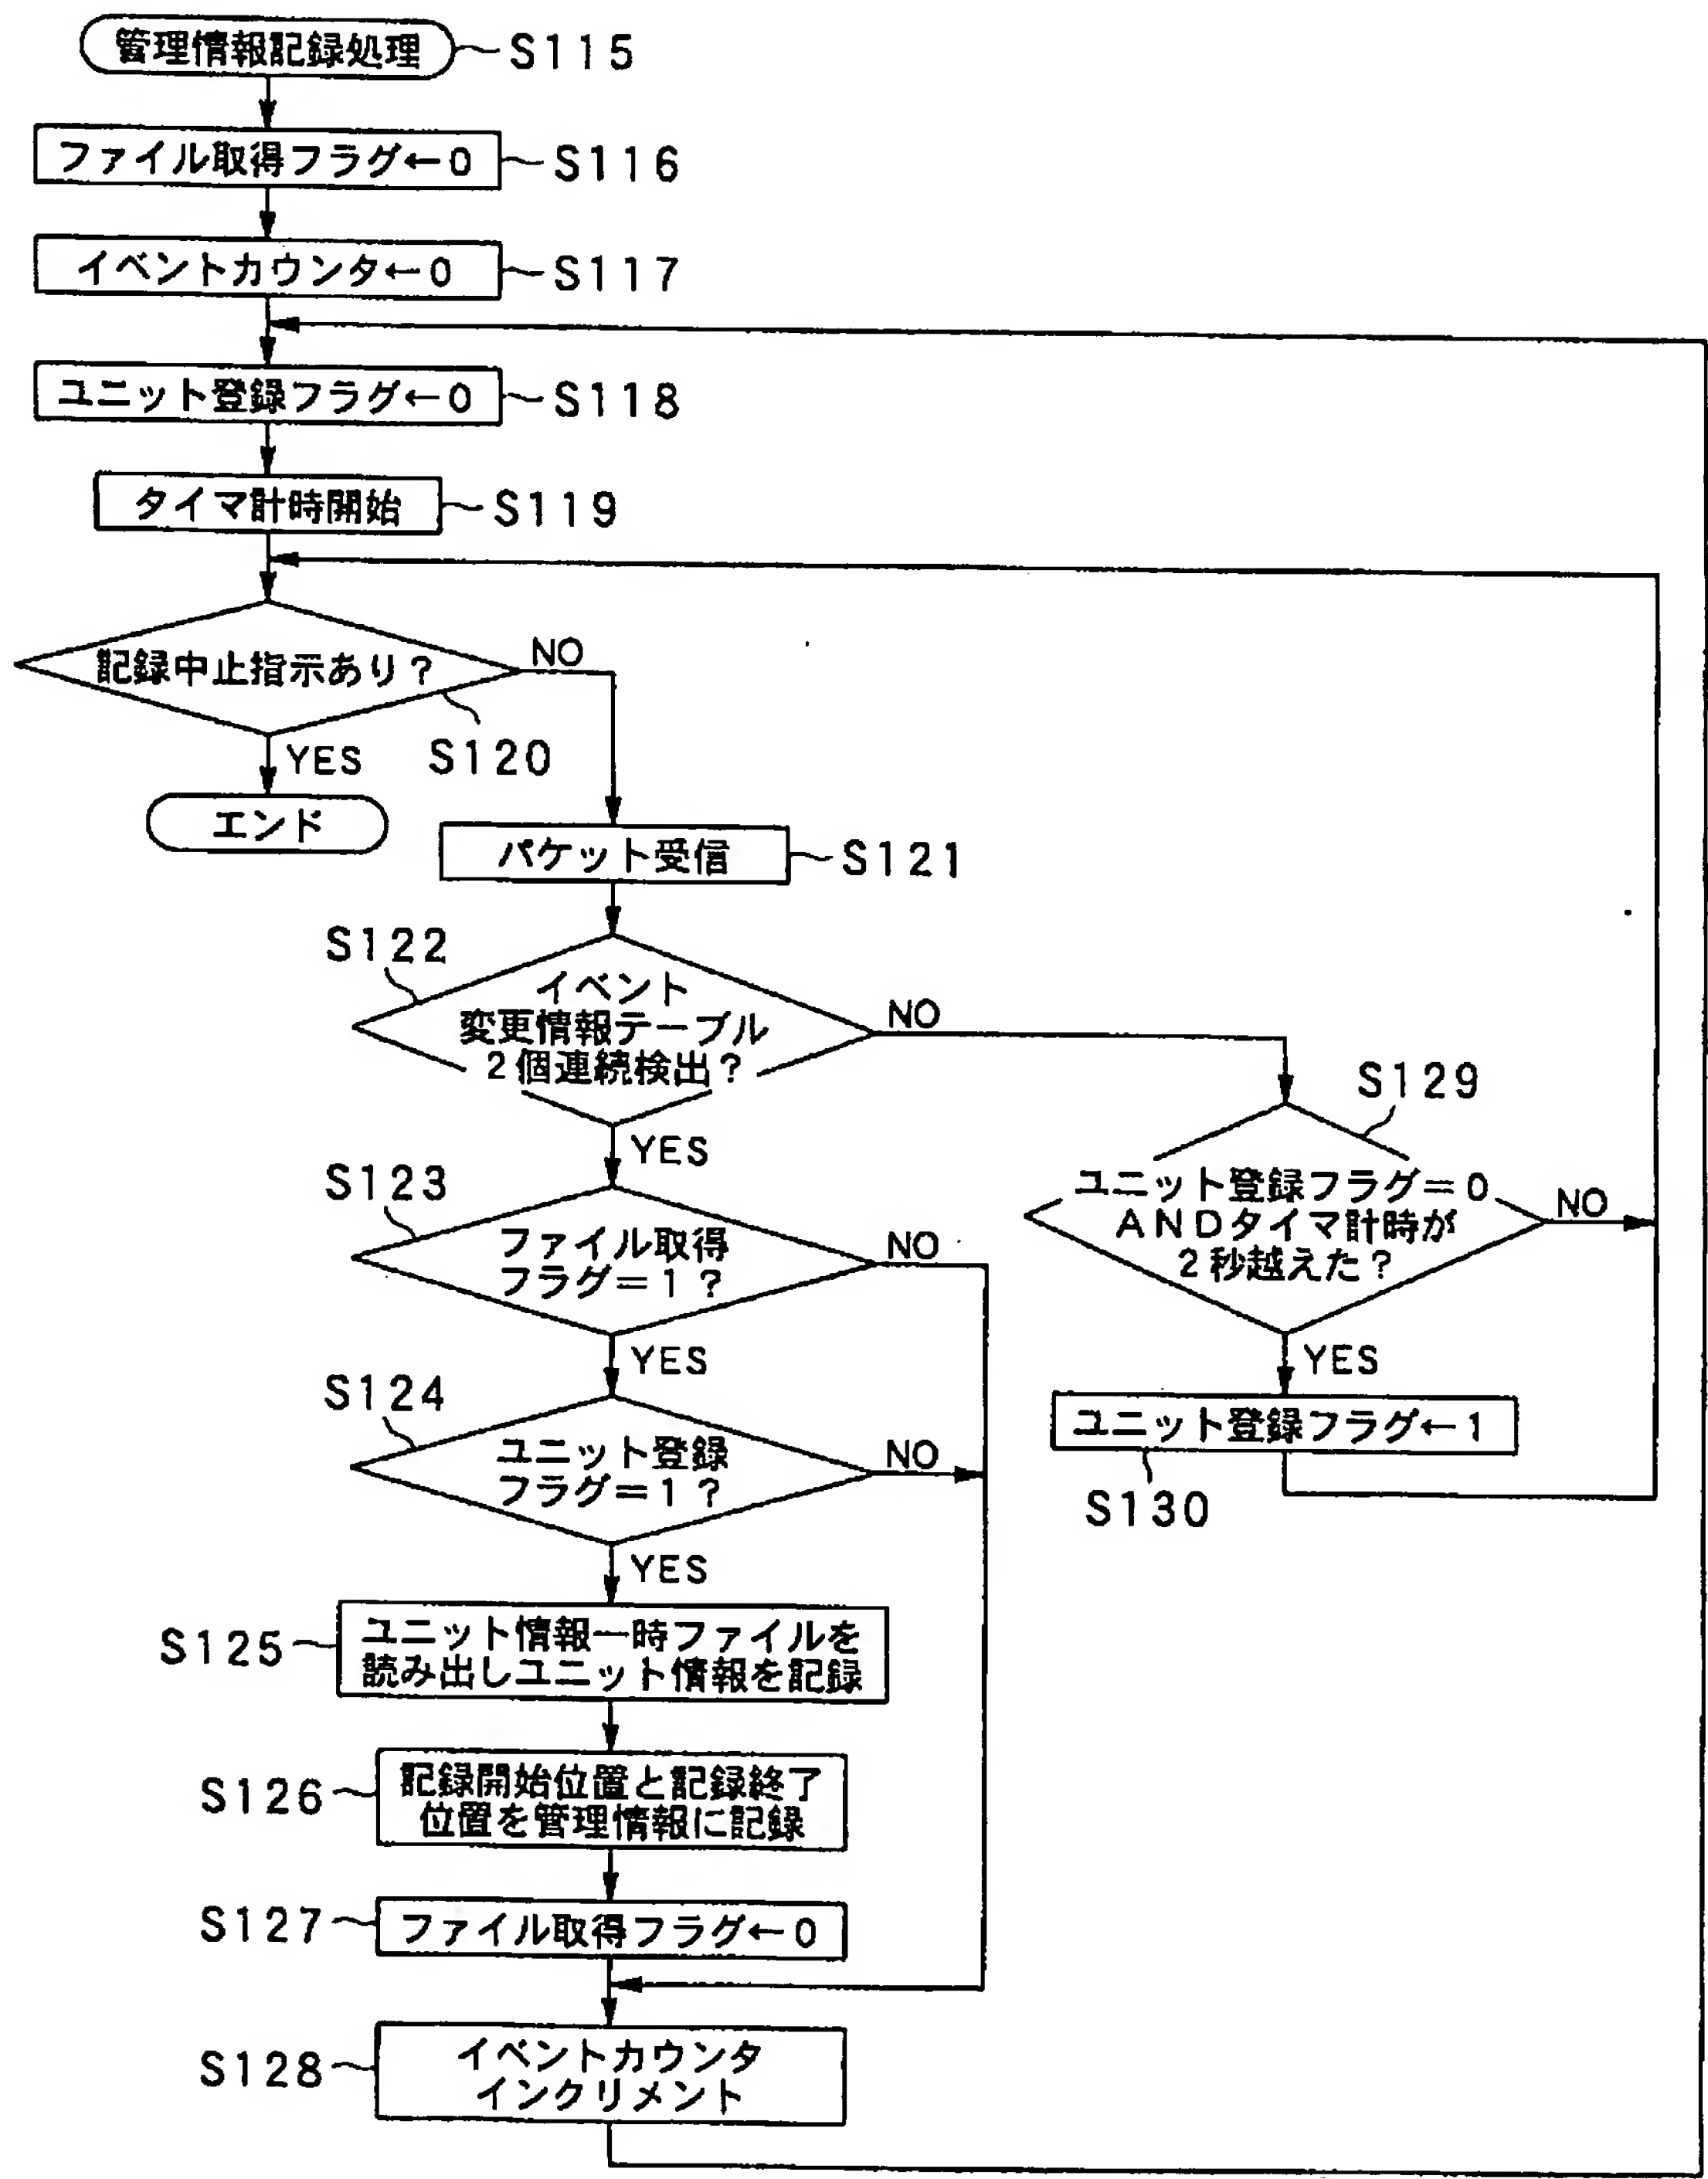 管理情報記録処理 S115
ファイル取得フラグ←0 S116
イベントカウンタ←0 S117
ユニット登録フラグ←0 S118
タイマ計時開始 S119
記録中止指示あり？
NO
S120
YES
エンド
パケット受信 S121
S122
イベント
変更情報テーブル
2個連続検出？
NO
YES
S129
ユニット登録フラグ＝0
ANDタイマ計時が
2秒越えた？
NO
YES
ユニット登録フラグ←1
S130
S123
ファイル取得
フラグ＝1？
NO
YES
S124
ユニット登録
フラグ＝1？
NO
YES
S125
ユニット情報一時ファイルを
読み出しユニット情報を記録
S126
記録開始位置と記録終了
位置を管理情報に記録
S127 ファイル取得フラグ←0
S128
イベントカウンタ
インクリメント